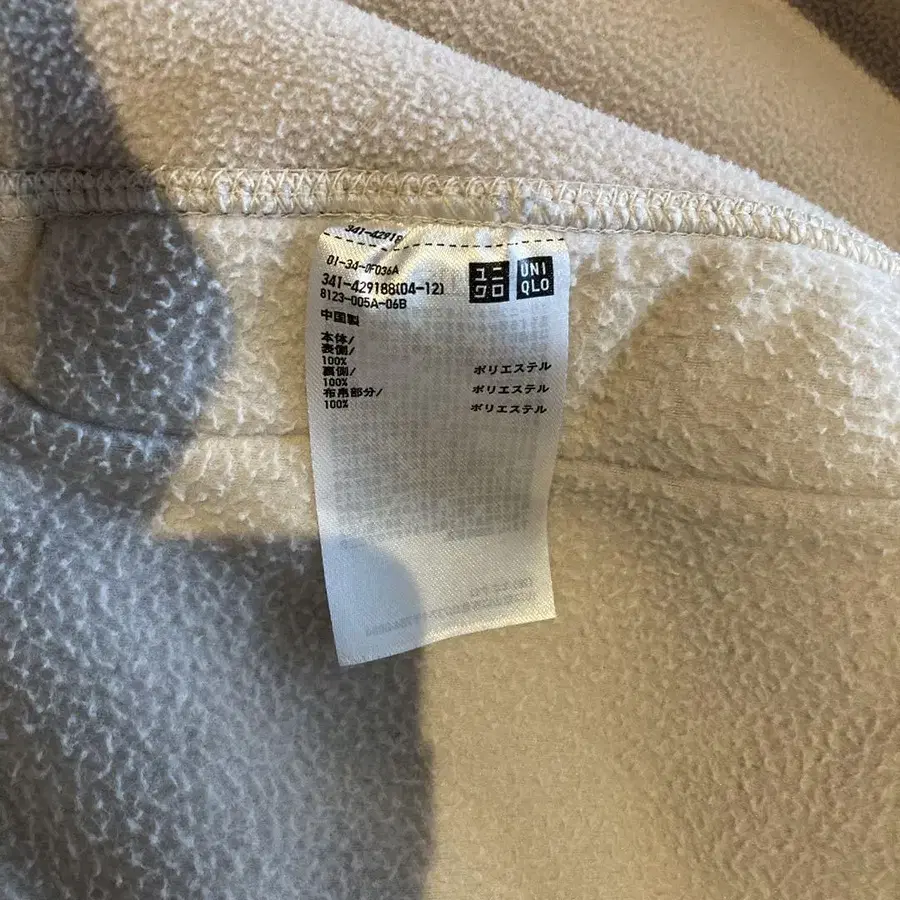 341-42918
01-34-0F036A
341-429188(04-12)
8123-005A-06B
ユニ
クロ
UNI
QLO
中国製
本体/
表側/
100% ポリエステル
裏側/
100% ポリエステル
布帛部分/
100% ポリエステル